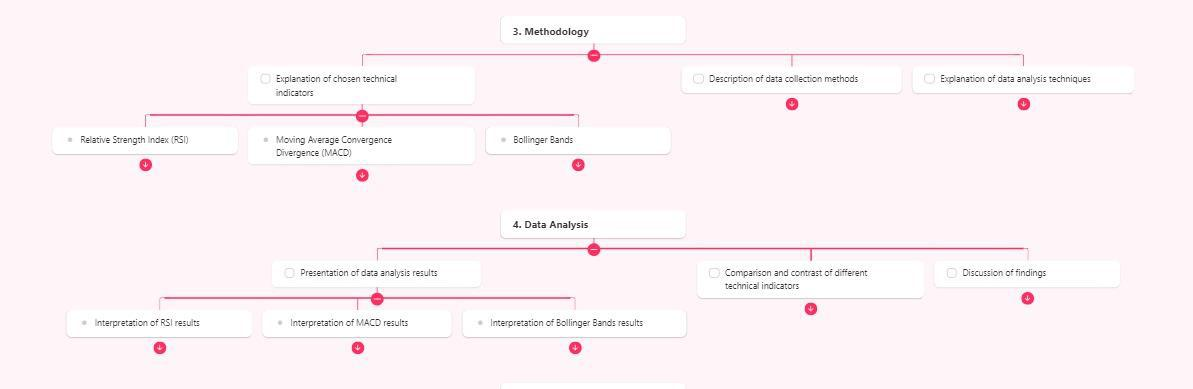 3. Methodology
Explanation of chosen technical
indicators
Description of data collection methods
Explanation of data analysis techniques
Relative Strength Index (RSI)
Moving Average Convergence
Divergence (MACD)
Bollinger Bands
4. Data Analysis
Presentation of data analysis results
Comparison and contrast of different
technical indicators
Discussion of findings
Interpretation of RSI results
Interpretation of MACD results
Interpretation of Bollinger Bands results